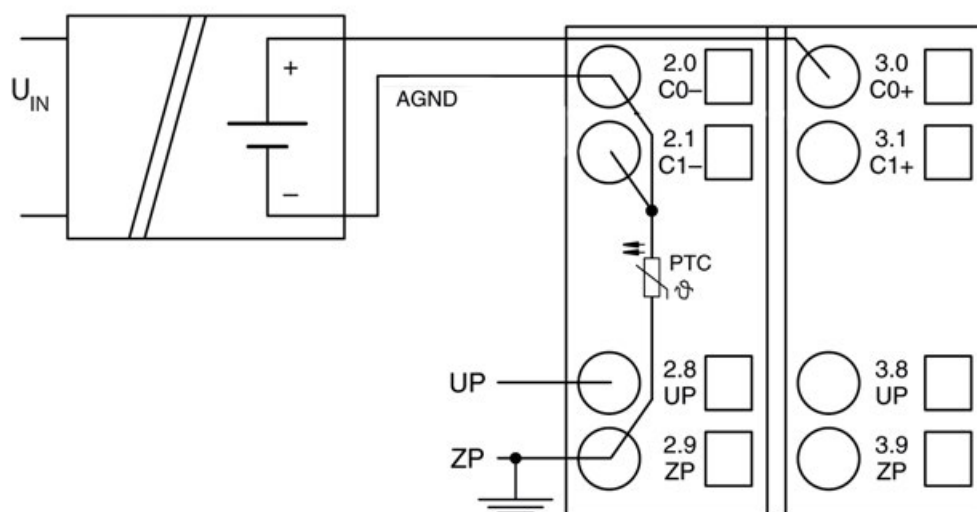 U_IN
+
−
AGND
2.0
C0−
3.0
C0+
2.1
C1−
3.1
C1+
PTC
ϑ
UP
2.8
UP
3.8
UP
ZP
2.9
ZP
3.9
ZP